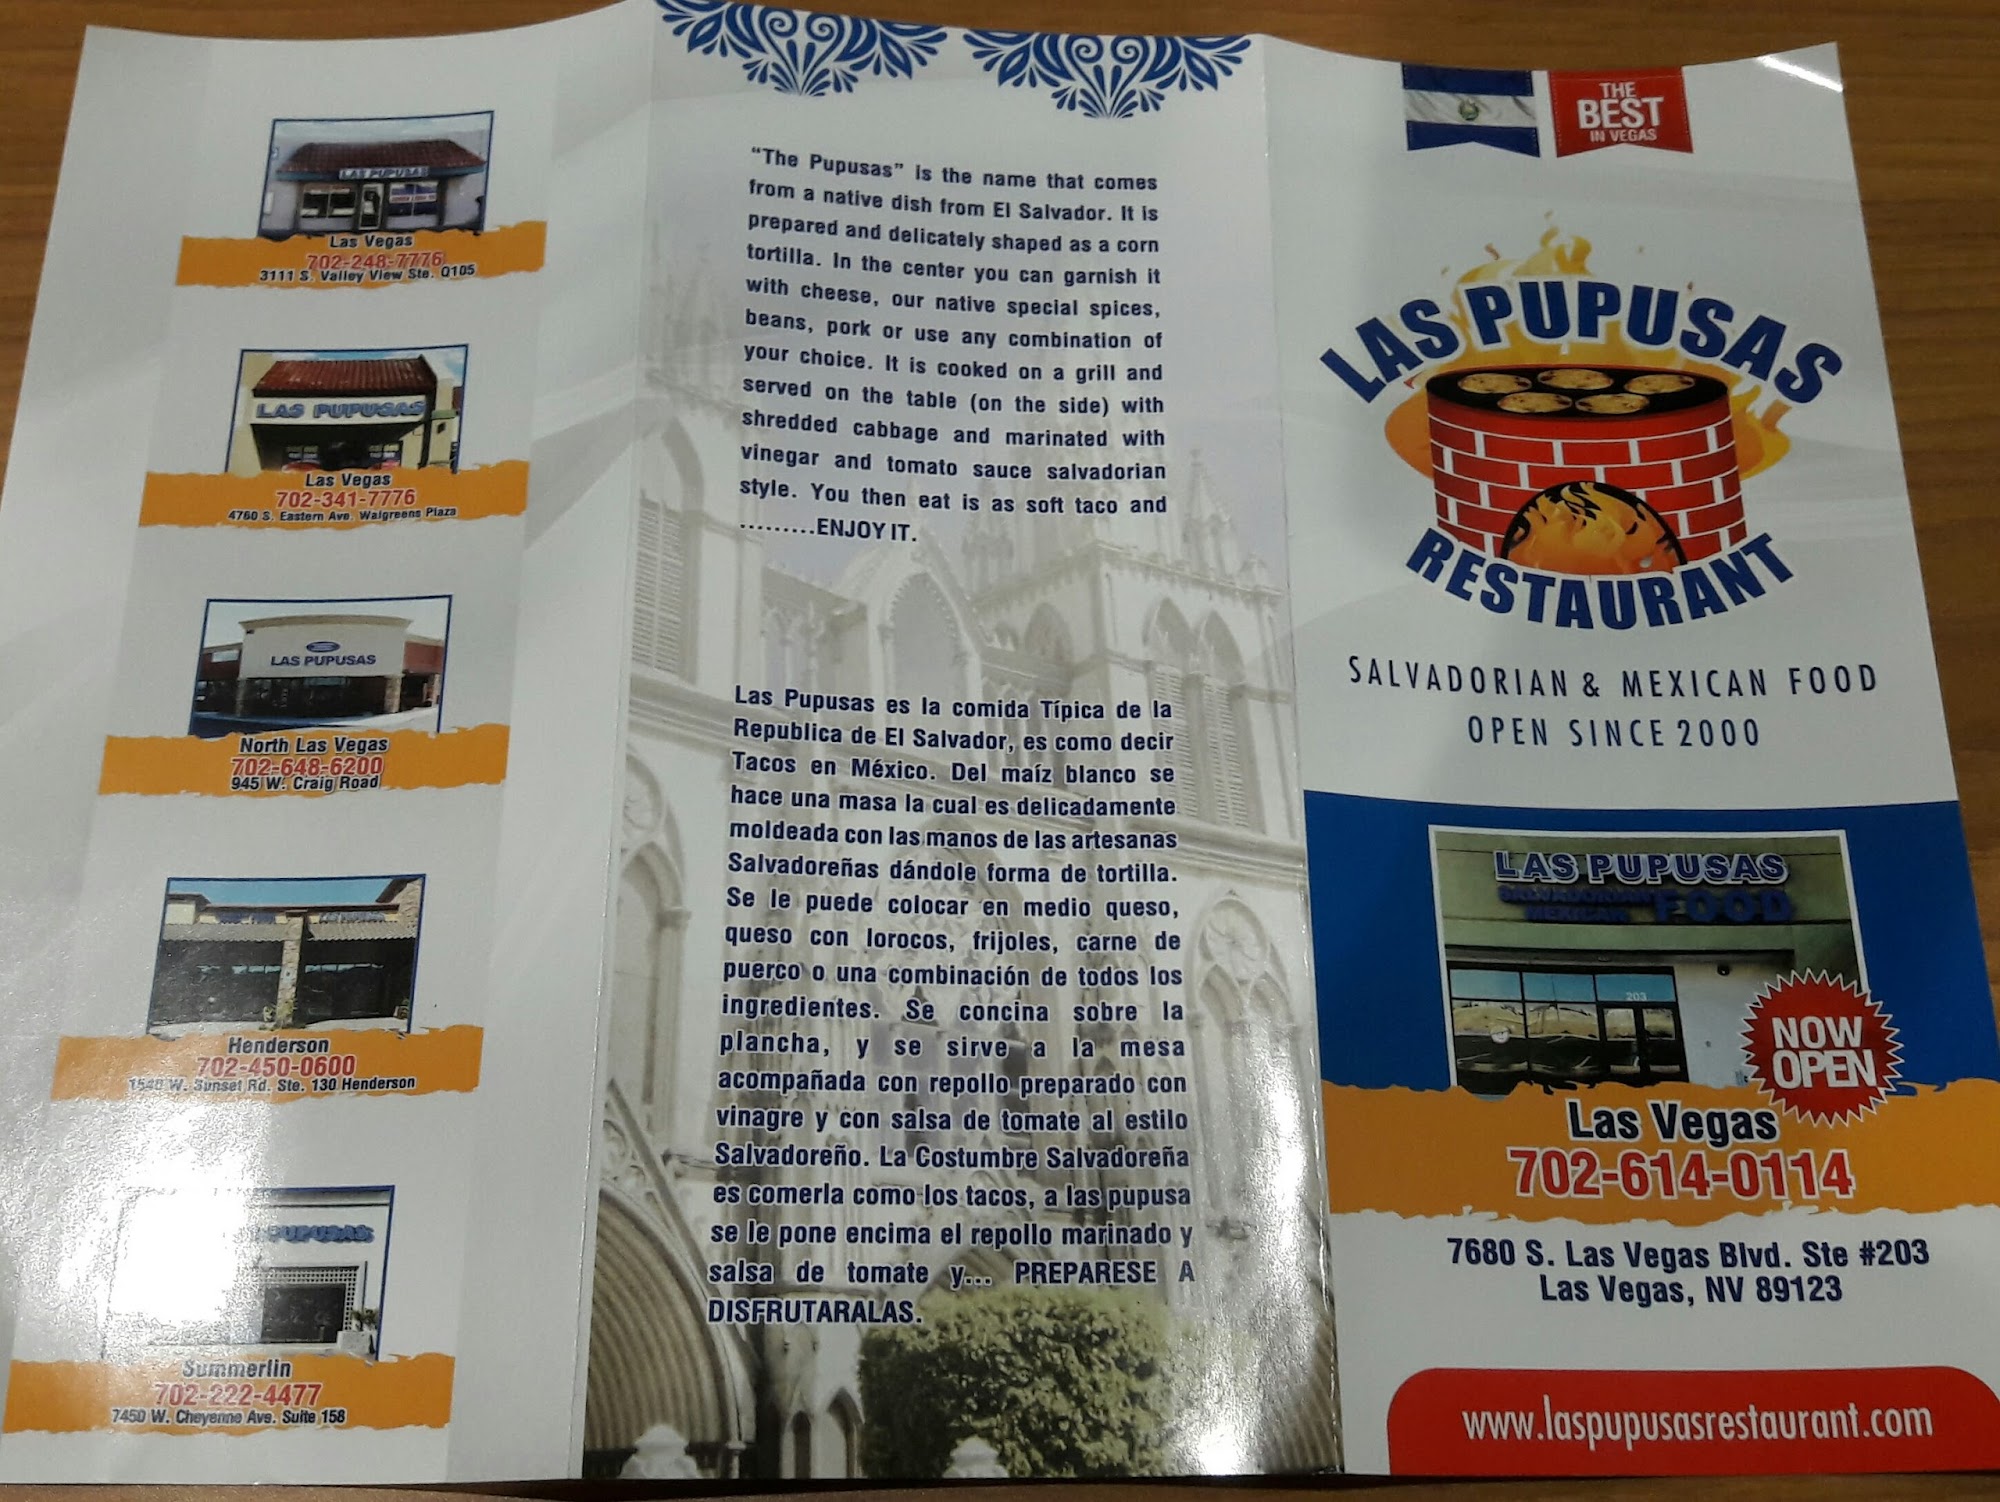 LAS PUPUSAS
Las Vegas
702-248-7776
3111 S. Valley View Ste. Q105
LAS PUPUSAS
Las Vegas
702-341-7776
4760 S. Eastern Ave. Walgreens Plaza
LAS PUPUSAS
North Las Vegas
702-648-6200
945 W. Craig Road
LAS PUPUSAS
Henderson
702-450-0600
1540 W. Sunset Rd. Ste. 130 Henderson
PUPUSAS
Summerlin
702-222-4477
7450 W. Cheyenne Ave. Suite 158
“The Pupusas” is the name that comes
from a native dish from El Salvador. It is
prepared and delicately shaped as a corn
tortilla. In the center you can garnish it
with cheese, our native special spices,
beans, pork or use any combination of
your choice. It is cooked on a grill and
served on the table (on the side) with
shredded cabbage and marinated with
vinegar and tomato sauce salvadorian
style. You then eat is as soft taco and
.........ENJOY IT.
Las Pupusas es la comida Típica de la
Republica de El Salvador, es como decir
Tacos en México. Del maíz blanco se
hace una masa la cual es delicadamente
moldeada con las manos de las artesanas
Salvadoreñas dándole forma de tortilla.
Se le puede colocar en medio queso,
queso con lorocos, frijoles, carne de
puerco o una combinación de todos los
ingredientes. Se concina sobre la
plancha, y se sirve a la mesa
acompañada con repollo preparado con
vinagre y con salsa de tomate al estilo
Salvadoreño. La Costumbre Salvadoreña
es comerla como los tacos, a las pupusa
se le pone encima el repollo marinado y
salsa de tomate y... PREPARESE A
DISFRUTARALAS.
THE
BEST
IN VEGAS
LAS PUPUSAS
RESTAURANT
SALVADORIAN & MEXICAN FOOD
OPEN SINCE 2000
LAS PUPUSAS
SALVADORIAN
MEXICAN FOOD
203
NOW
OPEN
Las Vegas
702-614-0114
7680 S. Las Vegas Blvd. Ste #203
Las Vegas, NV 89123
www.laspupusasrestaurant.com